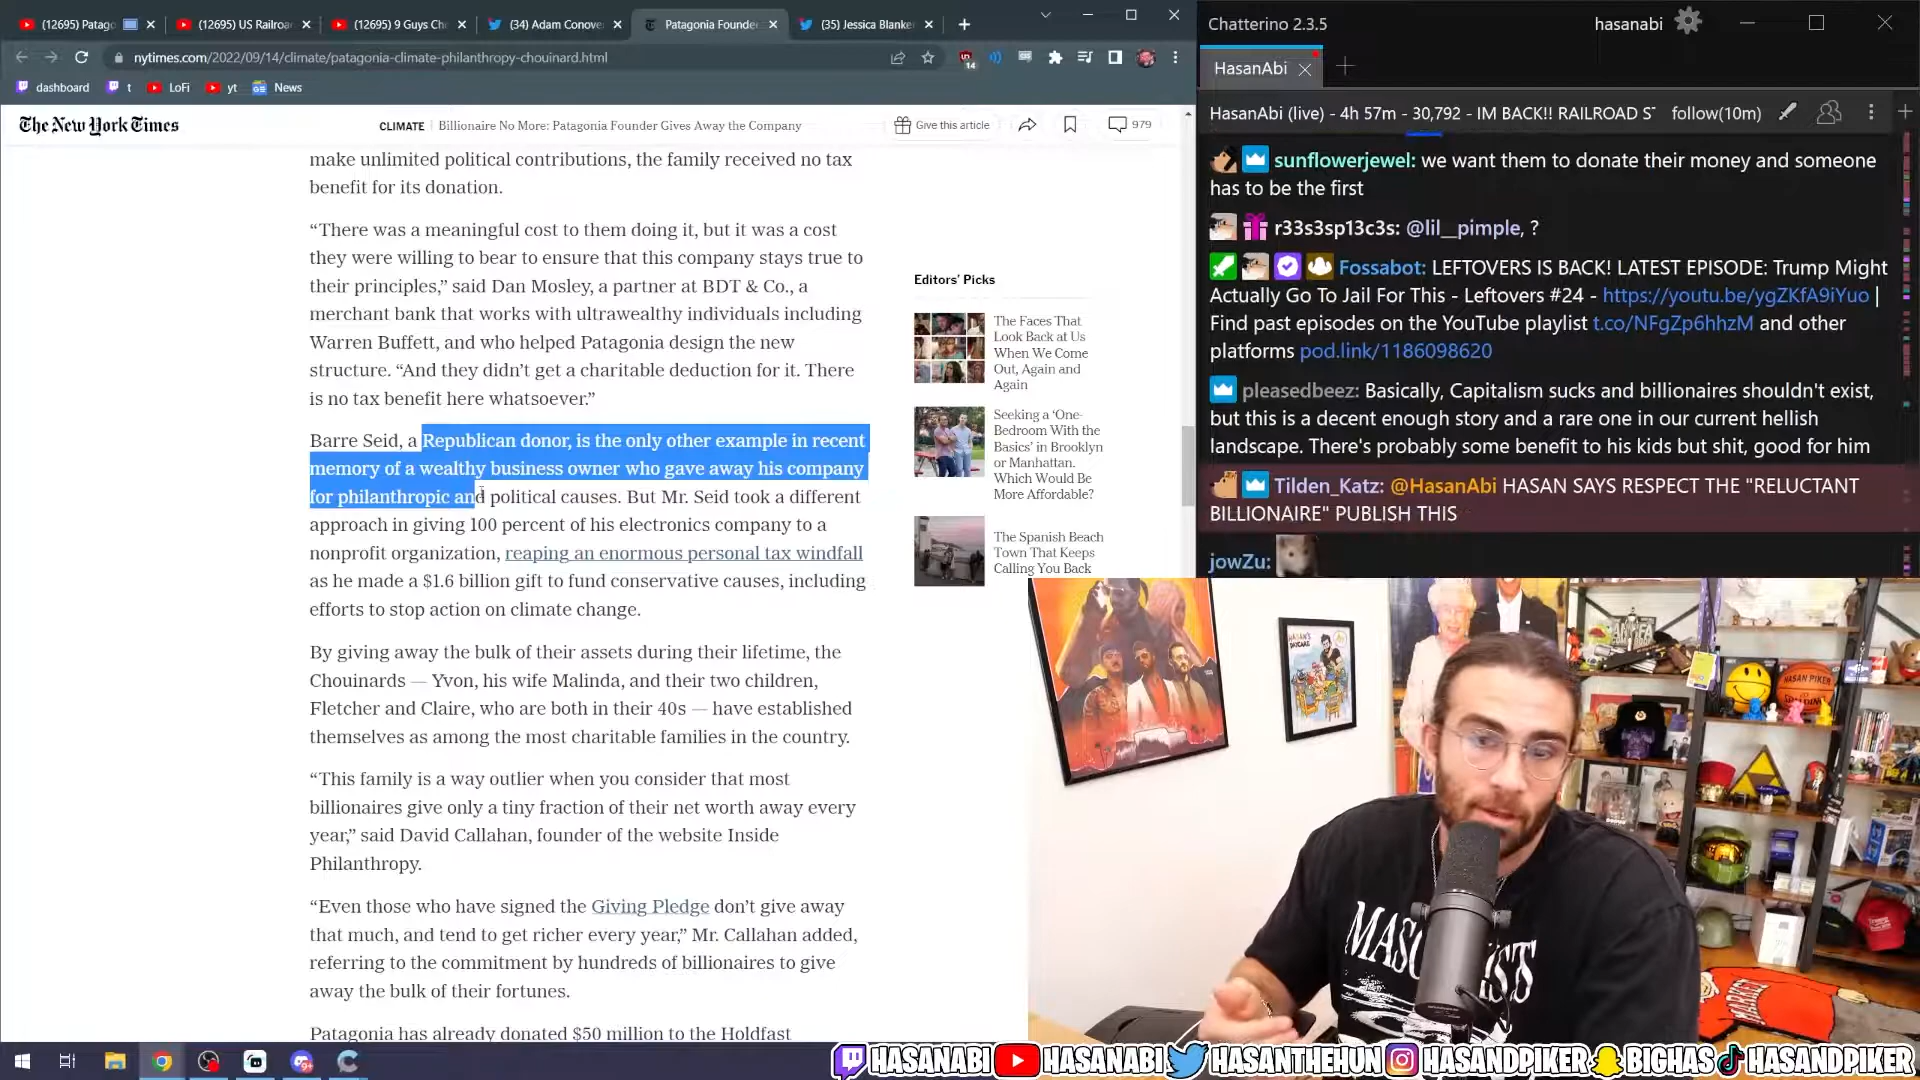 (12695) Patag
(12695) US Railroa
(12695) 9 Guys Ch
(34) Adam Conove
Patagonia Founde
(35) Jessica Blanke
nytimes.com/2022/09/14/climate/patagonia-climate-philanthropy-chouinard.html
14
dashboard
t
LoFi
yt
News
The New York Times
CLIMATE
Billionaire No More: Patagonia Founder Gives Away the Company
Give this article
979
make unlimited political contributions, the family received no tax
benefit for its donation.
“There was a meaningful cost to them doing it, but it was a cost
they were willing to bear to ensure that this company stays true to
their principles,” said Dan Mosley, a partner at BDT & Co., a
merchant bank that works with ultrawealthy individuals including
Warren Buffett, and who helped Patagonia design the new
structure. “And they didn’t get a charitable deduction for it. There
is no tax benefit here whatsoever.”
Barre Seid, a Republican donor, is the only other example in recent
memory of a wealthy business owner who gave away his company
for philanthropic and political causes. But Mr. Seid took a different
approach in giving 100 percent of his electronics company to a
nonprofit organization, reaping an enormous personal tax windfall
as he made a $1.6 billion gift to fund conservative causes, including
efforts to stop action on climate change.
By giving away the bulk of their assets during their lifetime, the
Chouinards — Yvon, his wife Malinda, and their two children,
Fletcher and Claire, who are both in their 40s — have established
themselves as among the most charitable families in the country.
“This family is a way outlier when you consider that most
billionaires give only a tiny fraction of their net worth away every
year,” said David Callahan, founder of the website Inside
Philanthropy.
“Even those who have signed the Giving Pledge don’t give away
that much, and tend to get richer every year,” Mr. Callahan added,
referring to the commitment by hundreds of billionaires to give
away the bulk of their fortunes.
Patagonia has already donated $50 million to the Holdfast
Editors’ Picks
The Faces That
Look Back at Us
When We Come
Out, Again and
Again
Seeking a ‘One-
Bedroom With the
Basics’ in Brooklyn
or Manhattan.
Which Would Be
More Affordable?
The Spanish Beach
Town That Keeps
Calling You Back
Chatterino 2.3.5
hasanabi
HasanAbi
HasanAbi (live) - 4h 57m - 30,792 - IM BACK!! RAILROAD ST
follow(10m)
sunflowerjewel: we want them to donate their money and someone
has to be the first
r33s3sp13c3s: @lil__pimple, ?
Fossabot: LEFTOVERS IS BACK! LATEST EPISODE: Trump Might
Actually Go To Jail For This - Leftovers #24 - https://youtu.be/ygZKfA9iYuo |
Find past episodes on the YouTube playlist t.co/NFgZp6hhzM and other
platforms pod.link/1186098620
pleasedbeez: Basically, Capitalism sucks and billionaires shouldn't exist,
but this is a decent enough story and a rare one in our current hellish
landscape. There's probably some benefit to his kids but shit, good for him
Tilden_Katz: @HasanAbi HASAN SAYS RESPECT THE "RELUCTANT
BILLIONAIRE" PUBLISH THIS
jowZu:
HASAN PIKER
HASANABI
HASANABI
HASANTHEHUN
HASANDPIKER
BIGHAS
HASANDPIKER